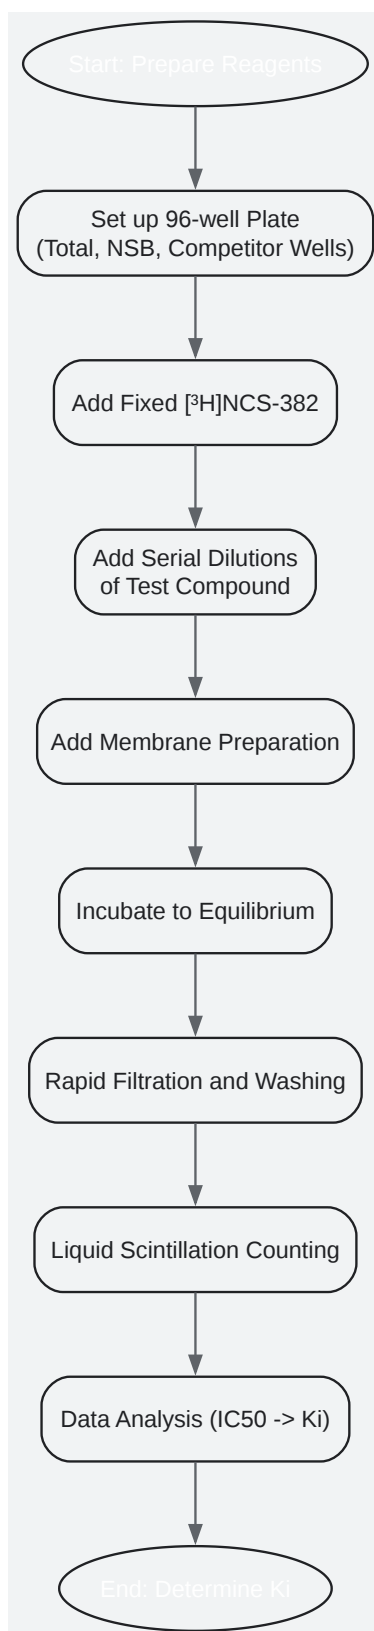 Start: Prepare Reagents
Set up 96-well Plate
(Total, NSB, Competitor Wells)
Add Fixed [³H]NCS-382
Add Serial Dilutions
of Test Compound
Add Membrane Preparation
Incubate to Equilibrium
Rapid Filtration and Washing
Liquid Scintillation Counting
Data Analysis (IC50 -> Ki)
End: Determine Ki